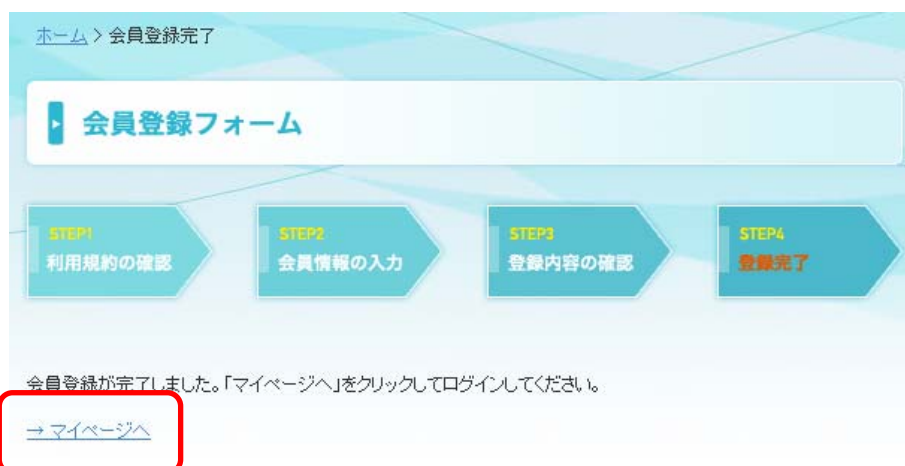 ホーム > 会員登録完了
会員登録フォーム
STEP1
利用規約の確認
STEP2
会員情報の入力
STEP3
登録内容の確認
STEP4
登録完了
会員登録が完了しました。「マイページへ」をクリックしてログインしてください。
→ マイページへ